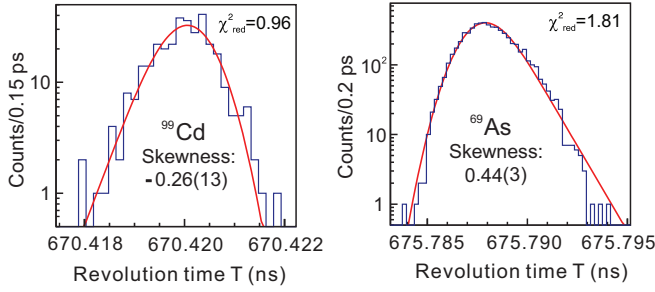 χ²red=0.96
Counts/0.15 ps
10
1
99Cd
Skewness:
-0.26(13)
670.418 670.420 670.422
Revolution time T (ns)
χ²red=1.81
Counts/0.2 ps
10²
10
1
69As
Skewness:
0.44(3)
675.785 675.790 675.795
Revolution time T (ns)